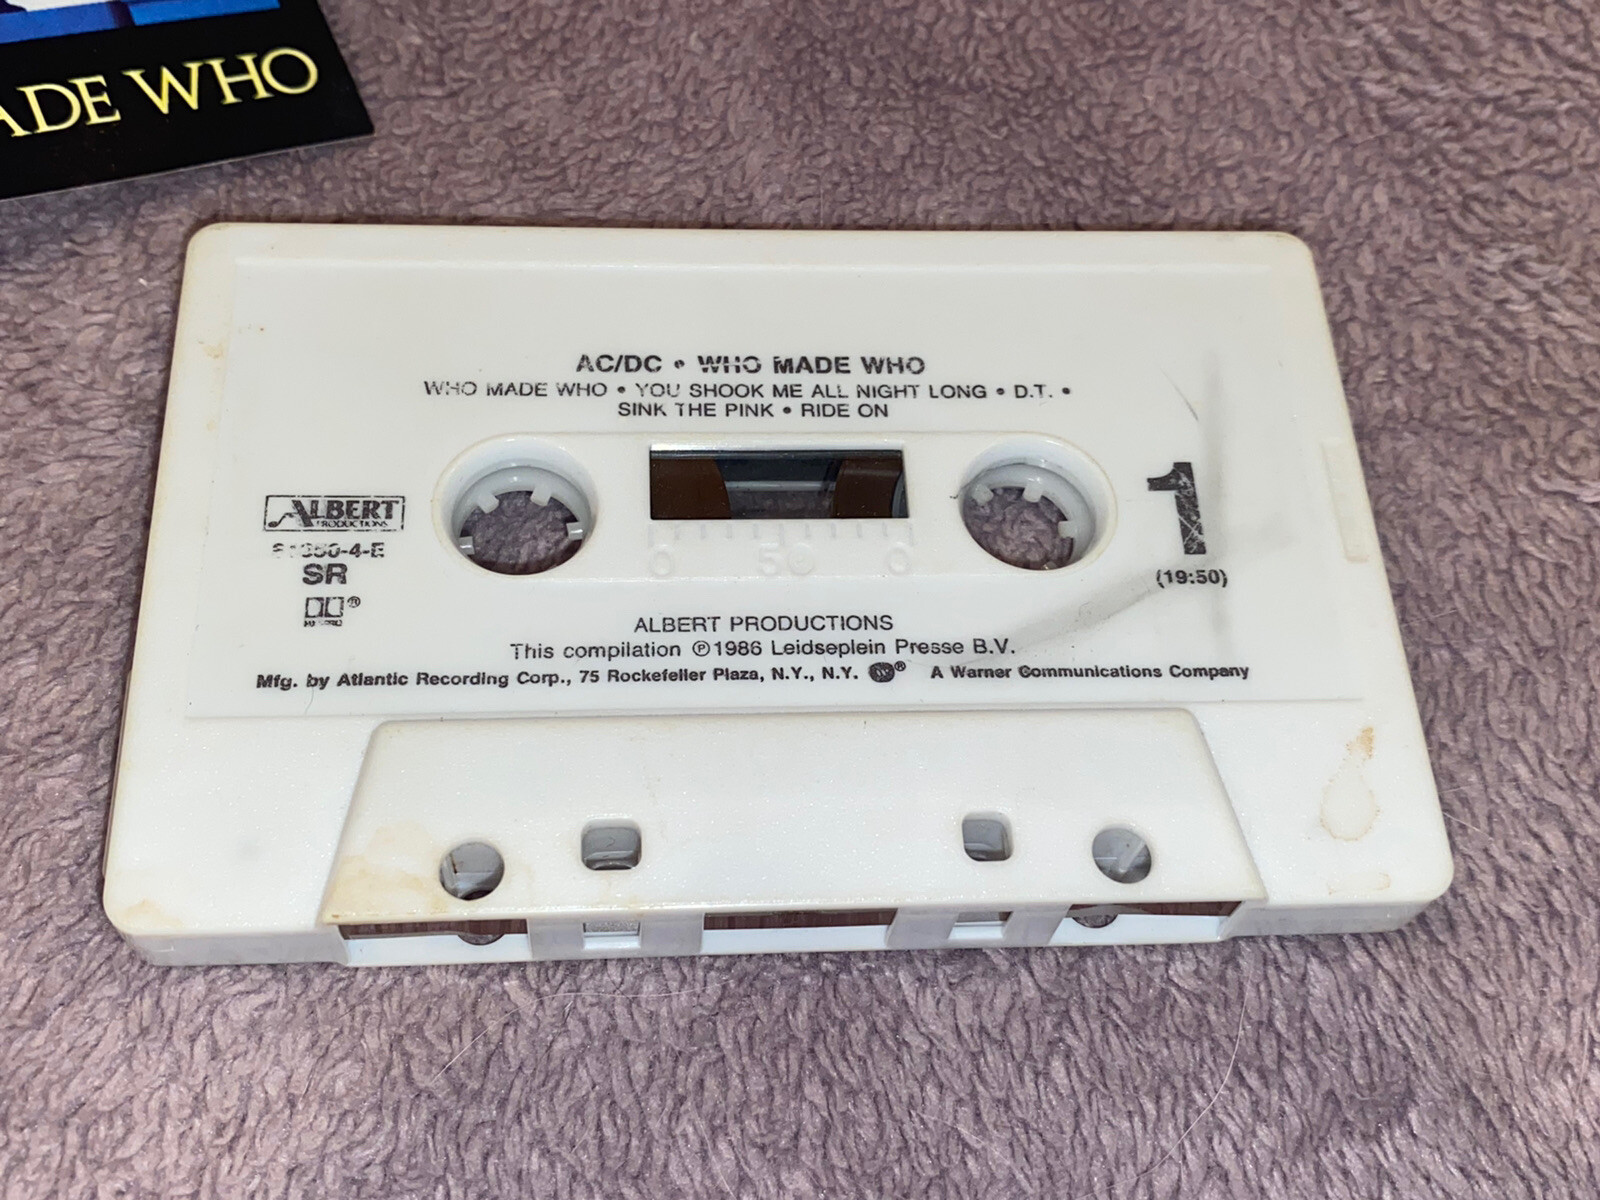 ADE WHO
AC/DC • WHO MADE WHO
WHO MADE WHO • YOU SHOOK ME ALL NIGHT LONG • D.T. •
SINK THE PINK • RIDE ON
ALBERT
PRODUCTIONS
SR
1
(19:50)
0 50 0
ALBERT PRODUCTIONS
This compilation ℗1986 Leidseplein Presse B.V.
Mfg. by Atlantic Recording Corp., 75 Rockefeller Plaza, N.Y., N.Y. ® A Warner Communications Company